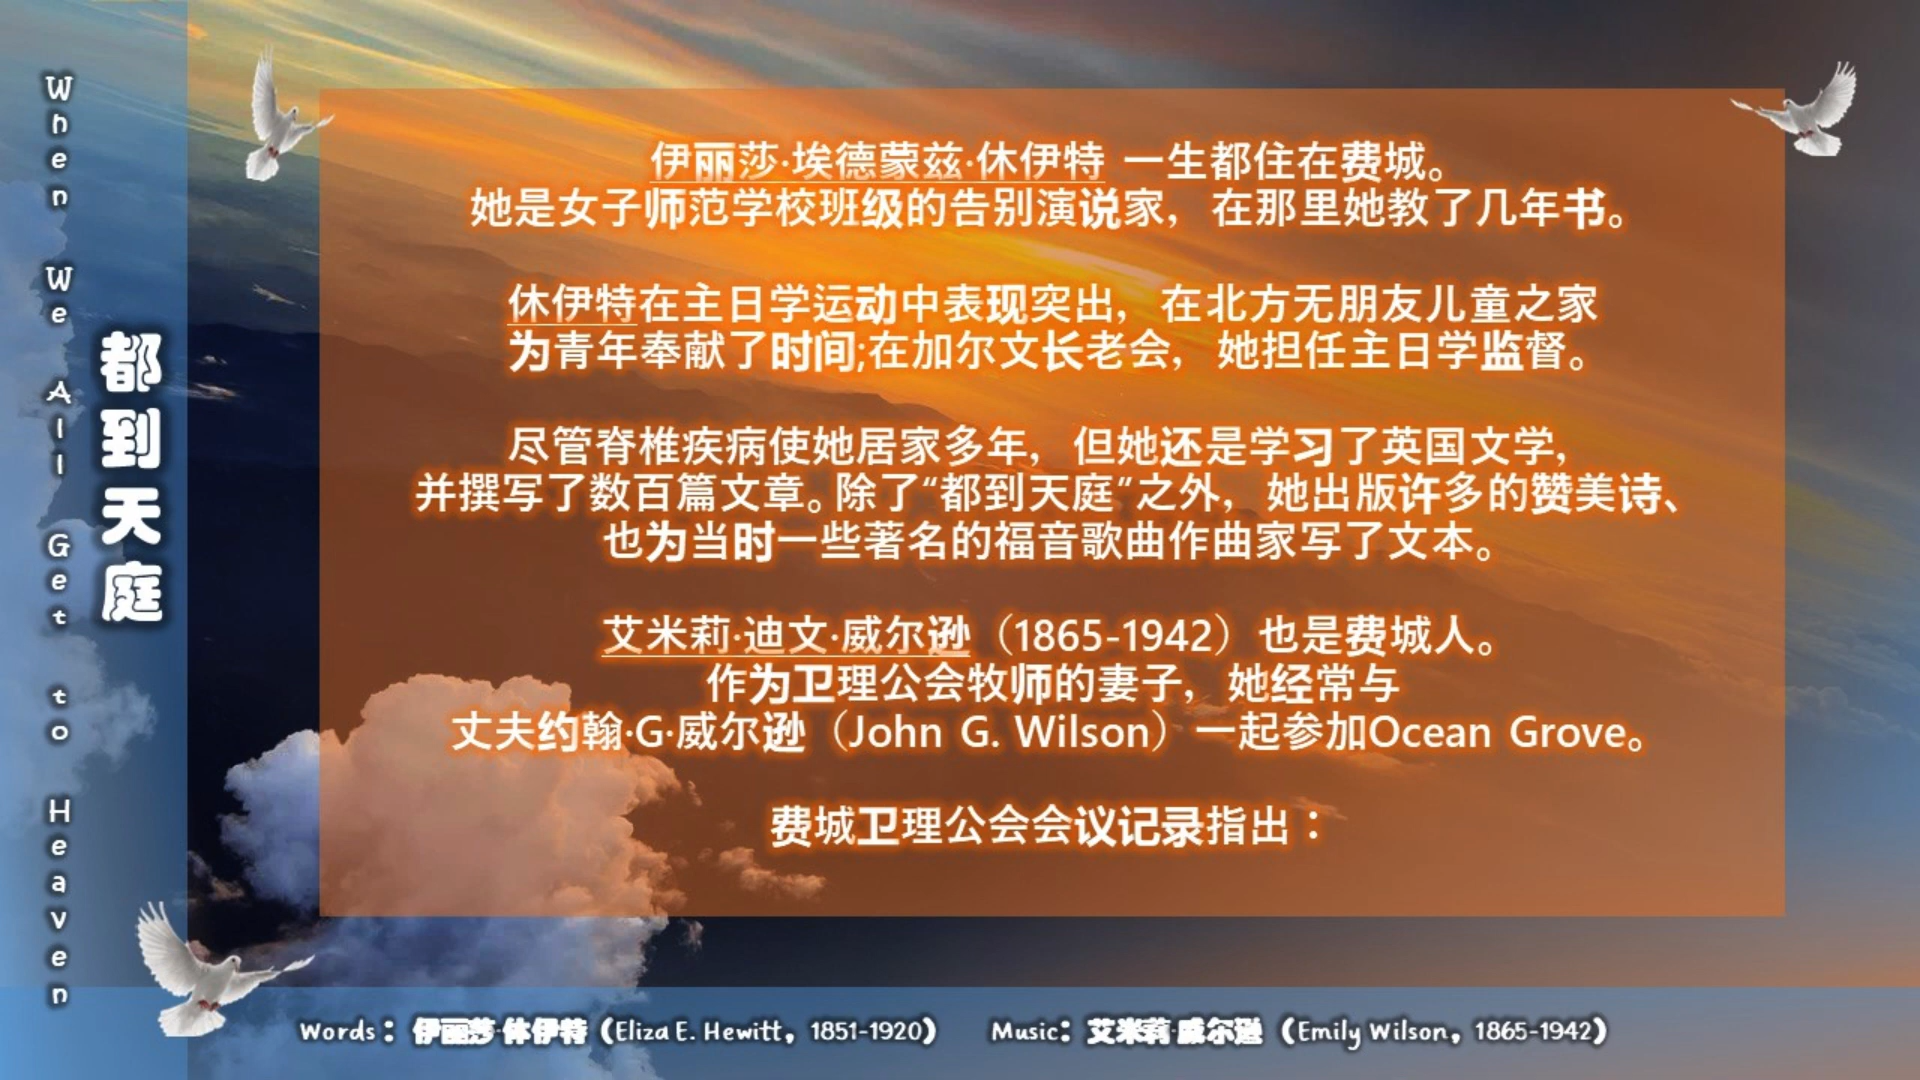 When We All Get to Heaven
都到天庭
伊丽莎·埃德蒙兹·休伊特 一生都住在费城。
她是女子师范学校班级的告别演说家，在那里她教了几年书。
休伊特在主日学运动中表现突出，在北方无朋友儿童之家
为青年奉献了时间;在加尔文长老会，她担任主日学监督。
尽管脊椎疾病使她居家多年，但她还是学习了英国文学,
并撰写了数百篇文章。除了“都到天庭”之外，她出版许多的赞美诗、
也为当时一些著名的福音歌曲作曲家写了文本。
艾米莉·迪文·威尔逊（1865-1942）也是费城人。
作为卫理公会牧师的妻子，她经常与
丈夫约翰·G·威尔逊（John G. Wilson）一起参加Ocean Grove。
费城卫理公会会议记录指出：
Words：伊丽莎·休伊特（Eliza E. Hewitt，1851-1920） Music：艾米莉·威尔逊（Emily Wilson，1865-1942）